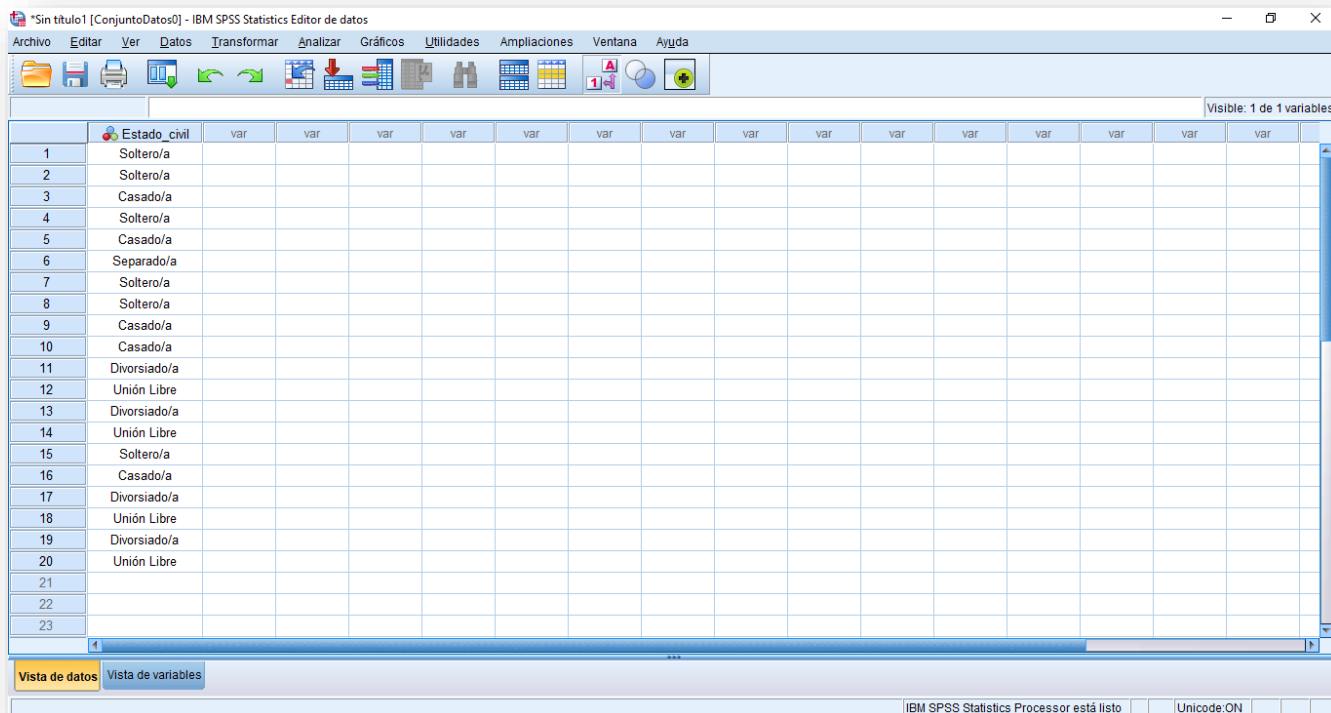 *Sin título1 [ConjuntoDatos0] - IBM SPSS Statistics Editor de datos
Archivo Editar Ver Datos Transformar Analizar Gráficos Utilidades Ampliaciones Ventana Ayuda
Visible: 1 de 1 variables
Estado_civil var var var var var var var var var var var var var var var
1 Soltero/a
2 Soltero/a
3 Casado/a
4 Soltero/a
5 Casado/a
6 Separado/a
7 Soltero/a
8 Soltero/a
9 Casado/a
10 Casado/a
11 Divorsiado/a
12 Unión Libre
13 Divorsiado/a
14 Unión Libre
15 Soltero/a
16 Casado/a
17 Divorsiado/a
18 Unión Libre
19 Divorsiado/a
20 Unión Libre
21
22
23
Vista de datos Vista de variables
IBM SPSS Statistics Processor está listo Unicode:ON